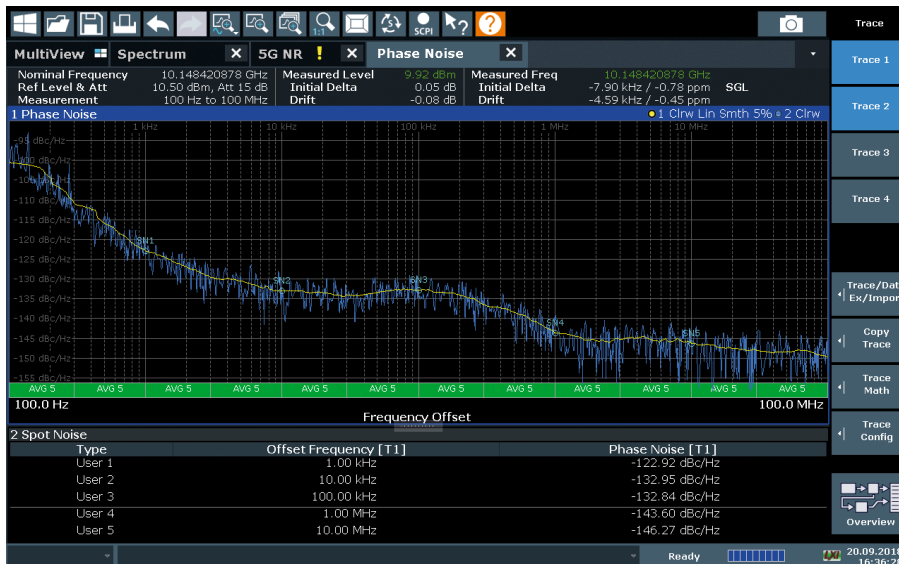 1:1
SCPI
?
?
Trace
MultiView Spectrum X 5G NR ! X Phase Noise X
Nominal Frequency 10.148420878 GHz Measured Level 9.92 dBm Measured Freq 10.148420878 GHz
Ref Level & Att 10.50 dBm, Att 15 dB Initial Delta 0.05 dB Initial Delta -7.90 kHz / -0.78 ppm SGL
Measurement 100 Hz to 100 MHz Drift -0.08 dB Drift -4.59 kHz / -0.45 ppm
1 Phase Noise 1 Clrw Lin Smth 5% 2 Clrw
1 kHz 10 kHz 100 kHz 1 MHz 10 MHz
-95 dBc/Hz
-100 dBc/Hz
-105 dBc/Hz
-110 dBc/Hz
-115 dBc/Hz
-120 dBc/Hz
-125 dBc/Hz
-130 dBc/Hz
-135 dBc/Hz
-140 dBc/Hz
-145 dBc/Hz
-150 dBc/Hz
-155 dBc/Hz
SN1
SN2
SN3
SN4
SN5
AVG 5 AVG 5 AVG 5 AVG 5 AVG 5 AVG 5 AVG 5 AVG 5 AVG 5 AVG 5 AVG 5 AVG 5
100.0 Hz 100.0 MHz
Frequency Offset
2 Spot Noise
Type Offset Frequency [T1] Phase Noise [T1]
User 1 1.00 kHz -122.92 dBc/Hz
User 2 10.00 kHz -132.95 dBc/Hz
User 3 100.00 kHz -132.84 dBc/Hz
User 4 1.00 MHz -143.60 dBc/Hz
User 5 10.00 MHz -146.27 dBc/Hz
Trace 1
Trace 2
Trace 3
Trace 4
Trace/Dat
Ex/Impor
Copy
Trace
Trace
Math
Trace
Config
Overview
Ready
20.09.2018
16:36:2